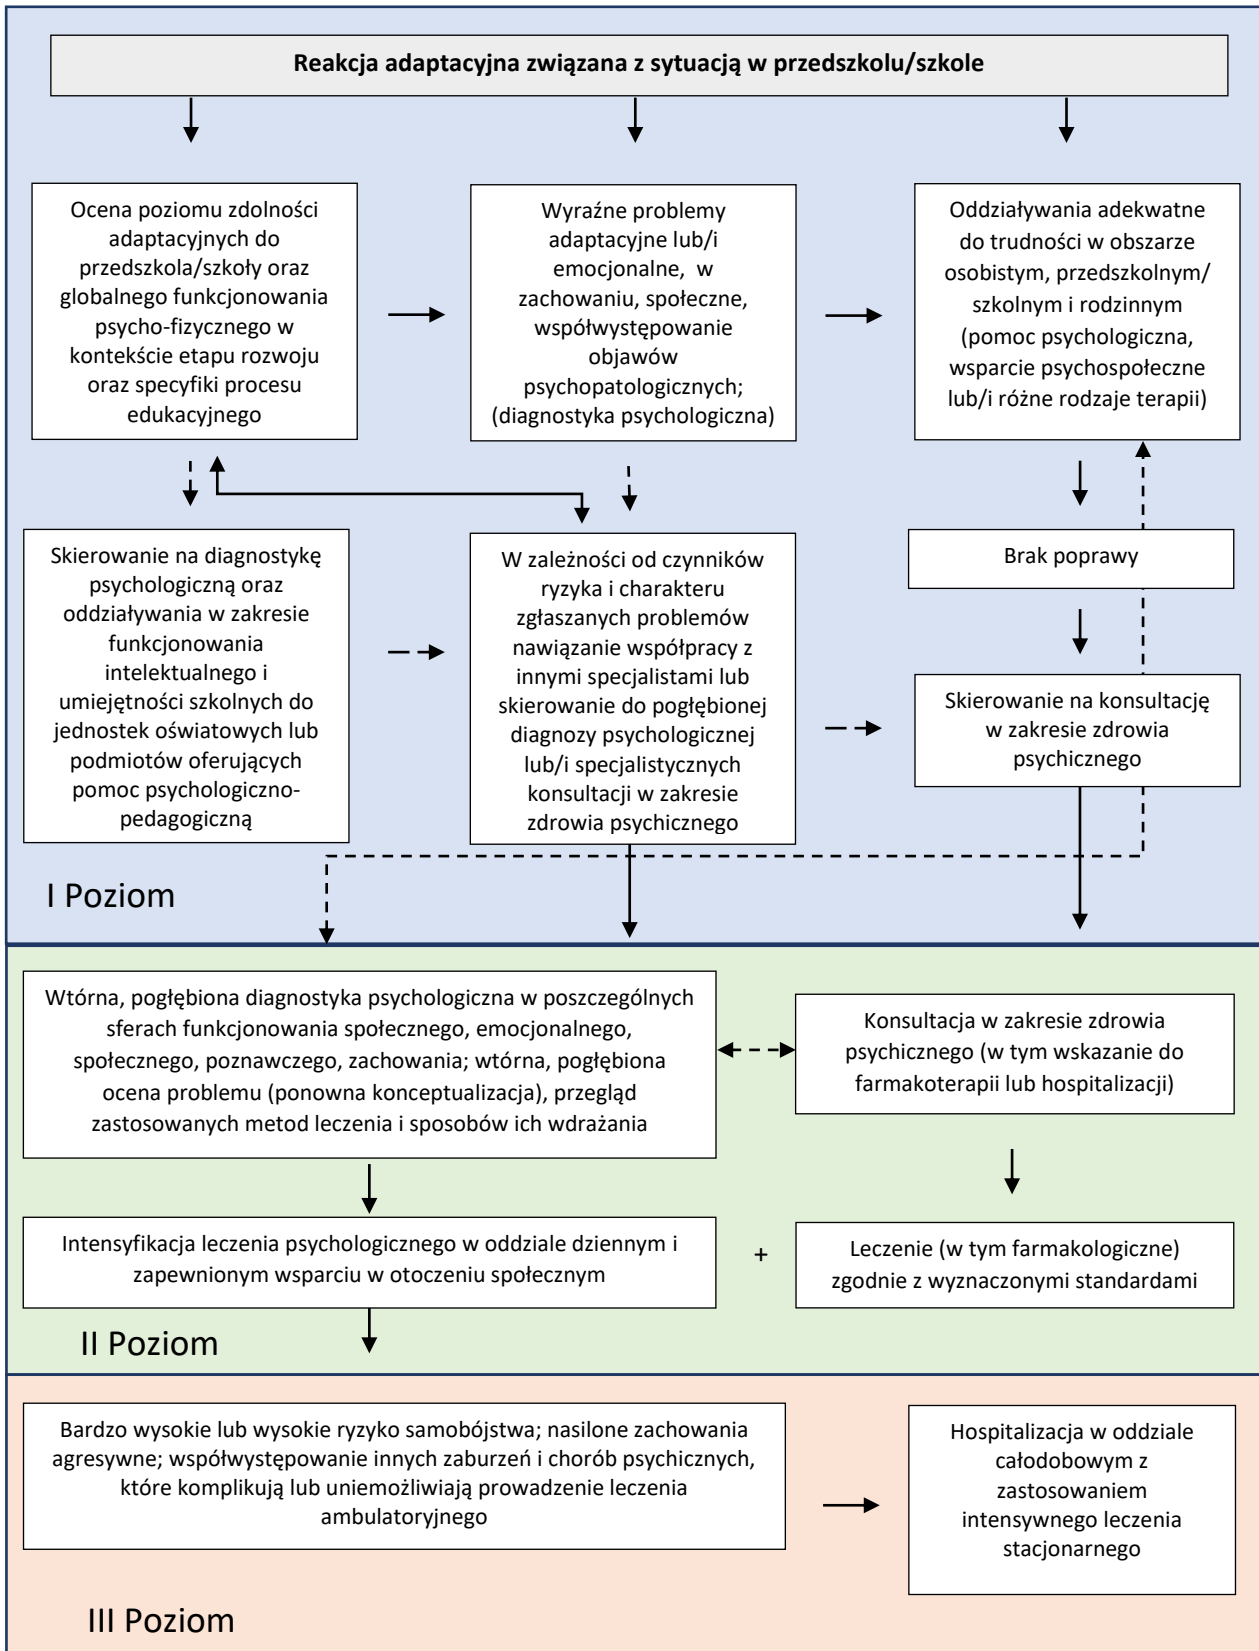 Reakcja adaptacyjna związana z sytuacją w przedszkolu/szkole
Ocena poziomu zdolności
adaptacyjnych do
przedszkola/szkoły oraz
globalnego funkcjonowania
psycho-fizycznego w
kontekście etapu rozwoju
oraz specyfiki procesu
edukacyjnego
Wyraźne problemy
adaptacyjne lub/i
emocjonalne, w
zachowaniu, społeczne,
współwystępowanie
objawów
psychopatologicznych;
(diagnostyka psychologiczna)
Oddziaływania adekwatne
do trudności w obszarze
osobistym, przedszkolnym/
szkolnym i rodzinnym
(pomoc psychologiczna,
wsparcie psychospołeczne
lub/i różne rodzaje terapii)
Skierowanie na diagnostykę
psychologiczną oraz
oddziaływania w zakresie
funkcjonowania
intelektualnego i
umiejętności szkolnych do
jednostek oświatowych lub
podmiotów oferujących
pomoc psychologiczno-
pedagogiczną
W zależności od czynników
ryzyka i charakteru
zgłaszanych problemów
nawiązanie współpracy z
innymi specjalistami lub
skierowanie do pogłębionej
diagnozy psychologicznej
lub/i specjalistycznych
konsultacji w zakresie
zdrowia psychicznego
Brak poprawy
Skierowanie na konsultację
w zakresie zdrowia
psychicznego
I Poziom
Wtórna, pogłębiona diagnostyka psychologiczna w poszczególnych
sferach funkcjonowania społecznego, emocjonalnego,
społecznego, poznawczego, zachowania; wtórna, pogłębiona
ocena problemu (ponowna konceptualizacja), przegląd
zastosowanych metod leczenia i sposobów ich wdrażania
Konsultacja w zakresie zdrowia
psychicznego (w tym wskazanie do
farmakoterapii lub hospitalizacji)
Intensyfikacja leczenia psychologicznego w oddziale dziennym i
zapewnionym wsparciu w otoczeniu społecznym
+
Leczenie (w tym farmakologiczne)
zgodnie z wyznaczonymi standardami
II Poziom
Bardzo wysokie lub wysokie ryzyko samobójstwa; nasilone zachowania
agresywne; współwystępowanie innych zaburzeń i chorób psychicznych,
które komplikują lub uniemożliwiają prowadzenie leczenia
ambulatoryjnego
Hospitalizacja w oddziale
całodobowym z
zastosowaniem
intensywnego leczenia
stacjonarnego
III Poziom